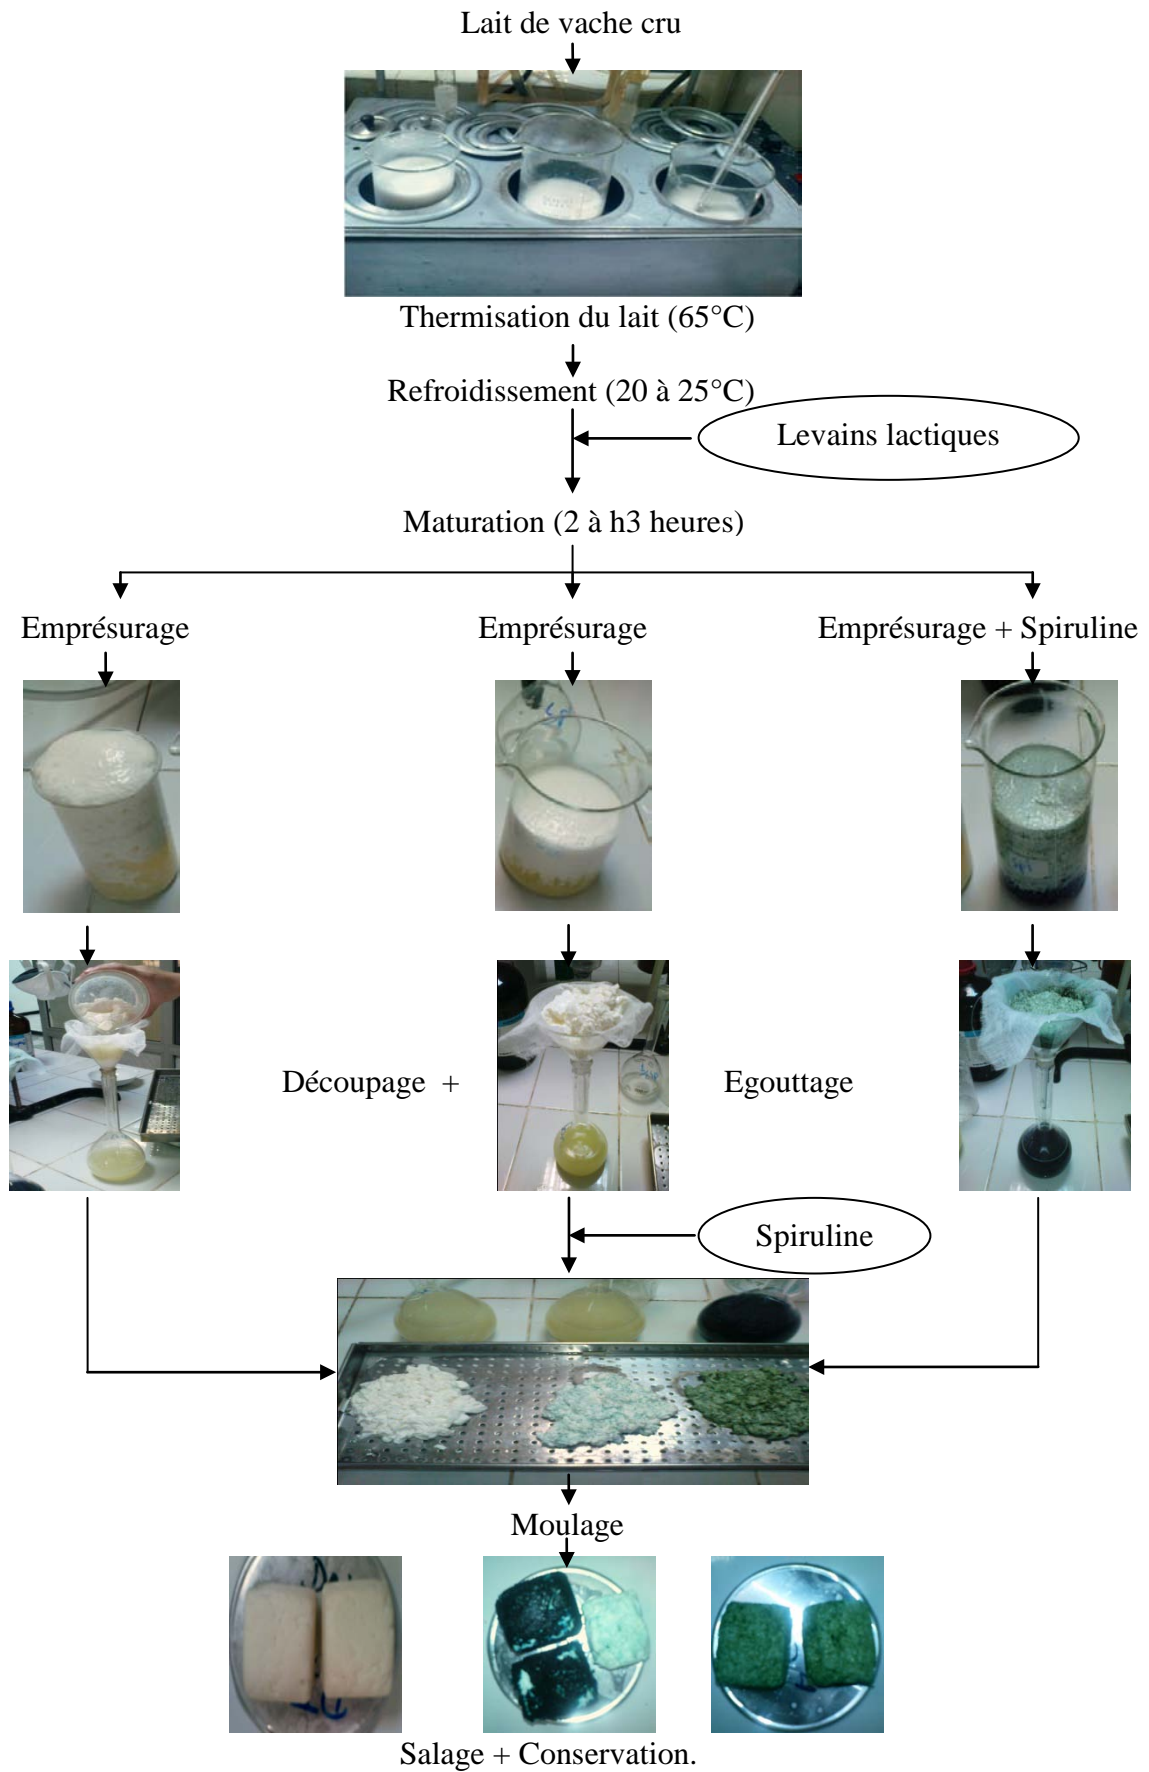 Lait de vache cru
Thermisation du lait (65°C)
Refroidissement (20 à 25°C)
Levains lactiques
Maturation (2 à h3 heures)
Emprésurage
Emprésurage
Emprésurage + Spiruline
Découpage +
Egouttage
Spiruline
Moulage
Salage + Conservation.